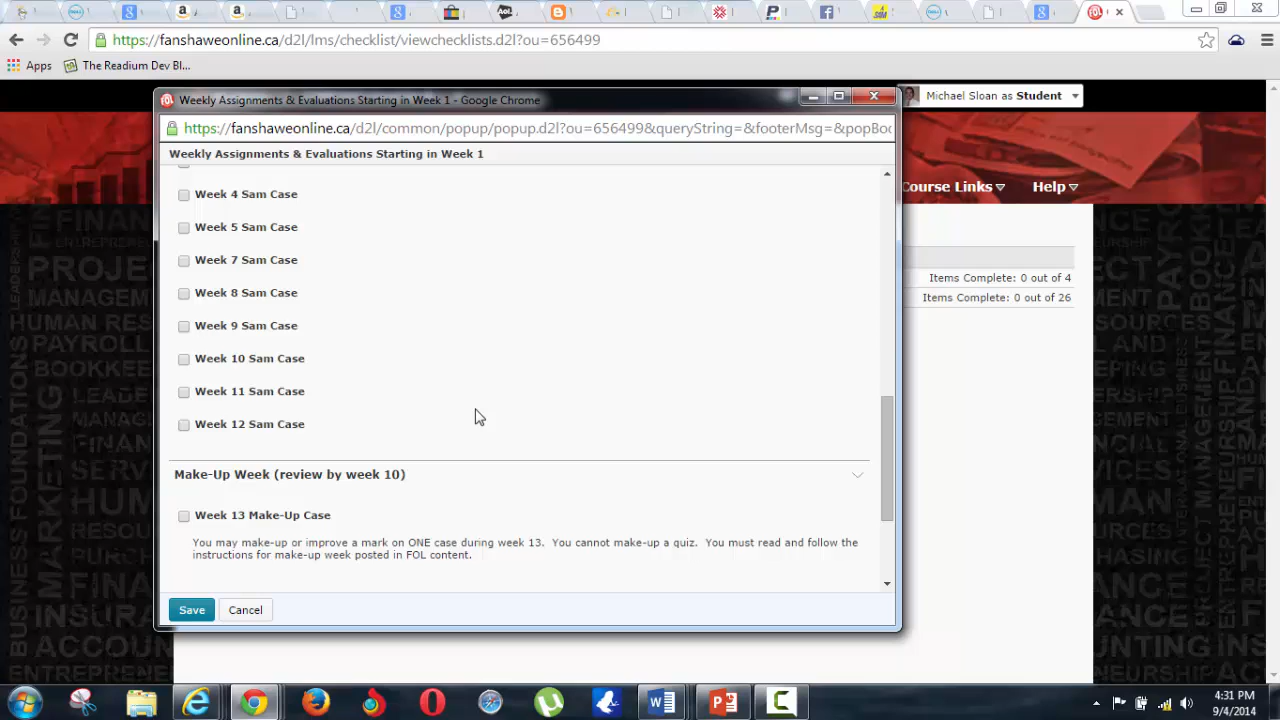 https://fanshaweonline.ca/d2l/lms/checklist/viewchecklists.d2l?ou=656499
Apps
The Readium Dev Bl...
Weekly Assignments & Evaluations Starting in Week 1 - Google Chrome
Michael Sloan as Student
https://fanshaweonline.ca/d2l/common/popup/popup.d2l?ou=656499&queryString=&footerMsg=&popBo
Weekly Assignments & Evaluations Starting in Week 1
Course Links
Help
Week 4 Sam Case
Week 5 Sam Case
Week 7 Sam Case
Week 8 Sam Case
Week 9 Sam Case
Week 10 Sam Case
Week 11 Sam Case
Week 12 Sam Case
Items Complete: 0 out of 4
Items Complete: 0 out of 26
Make-Up Week (review by week 10)
Week 13 Make-Up Case
You may make-up or improve a mark on ONE case during week 13. You cannot make-up a quiz. You must read and follow the
instructions for make-up week posted in FOL content.
Save
Cancel
4:31 PM
9/4/2014